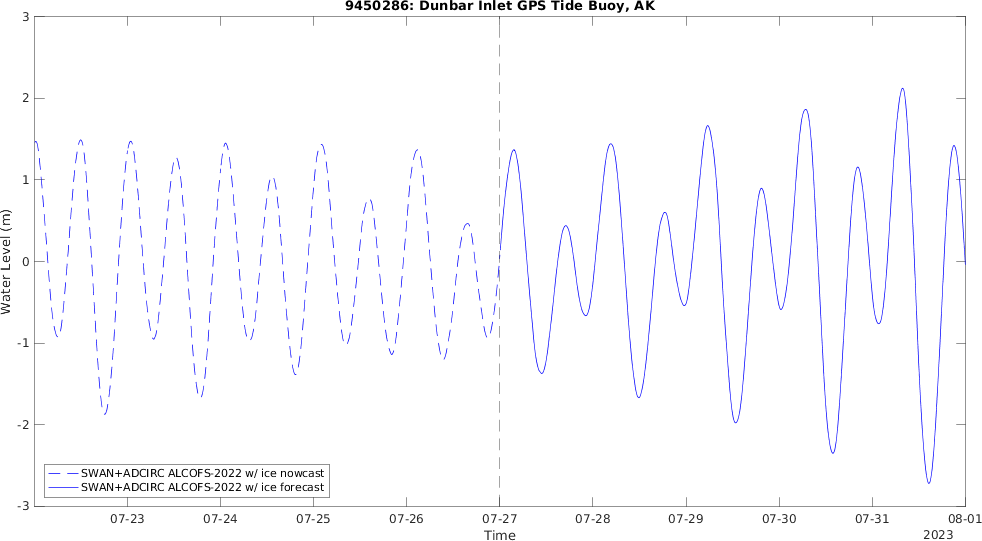 9450286: Dunbar Inlet GPS Tide Buoy, AK
3
2
1
0
-1
-2
-3
Water Level (m)
SWAN+ADCIRC ALCOFS-2022 w/ ice nowcast
SWAN+ADCIRC ALCOFS-2022 w/ ice forecast
07-23 07-24 07-25 07-26 07-27 07-28 07-29 07-30 07-31 08-01
Time
2023